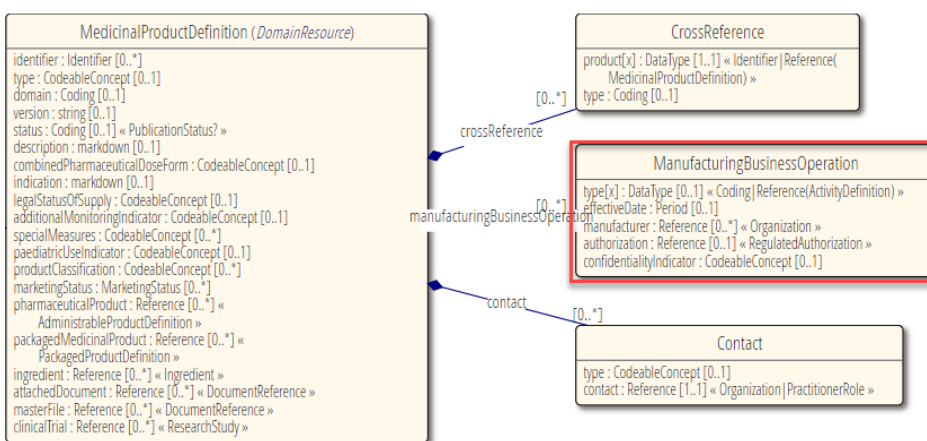 MedicinalProductDefinition (DomainResource)
identifier : Identifier [0..*]
type : CodeableConcept [0..1]
domain : Coding [0..1]
version : string [0..1]
status : Coding [0..1] « PublicationStatus? »
description : markdown [0..1]
combinedPharmaceuticalDoseForm : CodeableConcept [0..1]
indication : markdown [0..1]
legalStatusOfSupply : CodeableConcept [0..1]
additionalMonitoringIndicator : CodeableConcept [0..1]
specialMeasures : CodeableConcept [0..*]
paediatricUseIndicator : CodeableConcept [0..1]
productClassification : CodeableConcept [0..*]
marketingStatus : MarketingStatus [0..*]
pharmaceuticalProduct : Reference [0..*] «
AdministrableProductDefinition »
packagedMedicinalProduct : Reference [0..*] «
PackagedProductDefinition »
ingredient : Reference [0..*] « Ingredient »
attachedDocument : Reference [0..*] « DocumentReference »
masterFile : Reference [0..*] « DocumentReference »
clinicalTrial : Reference [0..*] « ResearchStudy »
crossReference
[0..*]
CrossReference
product[x] : DataType [1..1] « Identifier|Reference(
MedicinalProductDefinition) »
type : Coding [0..1]
manufacturingBusinessOperation
[0..*]
ManufacturingBusinessOperation
type[x] : DataType [0..1] « Coding|Reference(ActivityDefinition) »
effectiveDate : Period [0..1]
manufacturer : Reference [0..*] « Organization »
authorization : Reference [0..1] « RegulatedAuthorization »
confidentialityIndicator : CodeableConcept [0..1]
contact
[0..*]
Contact
type : CodeableConcept [0..1]
contact : Reference [1..1] « Organization|PractitionerRole »